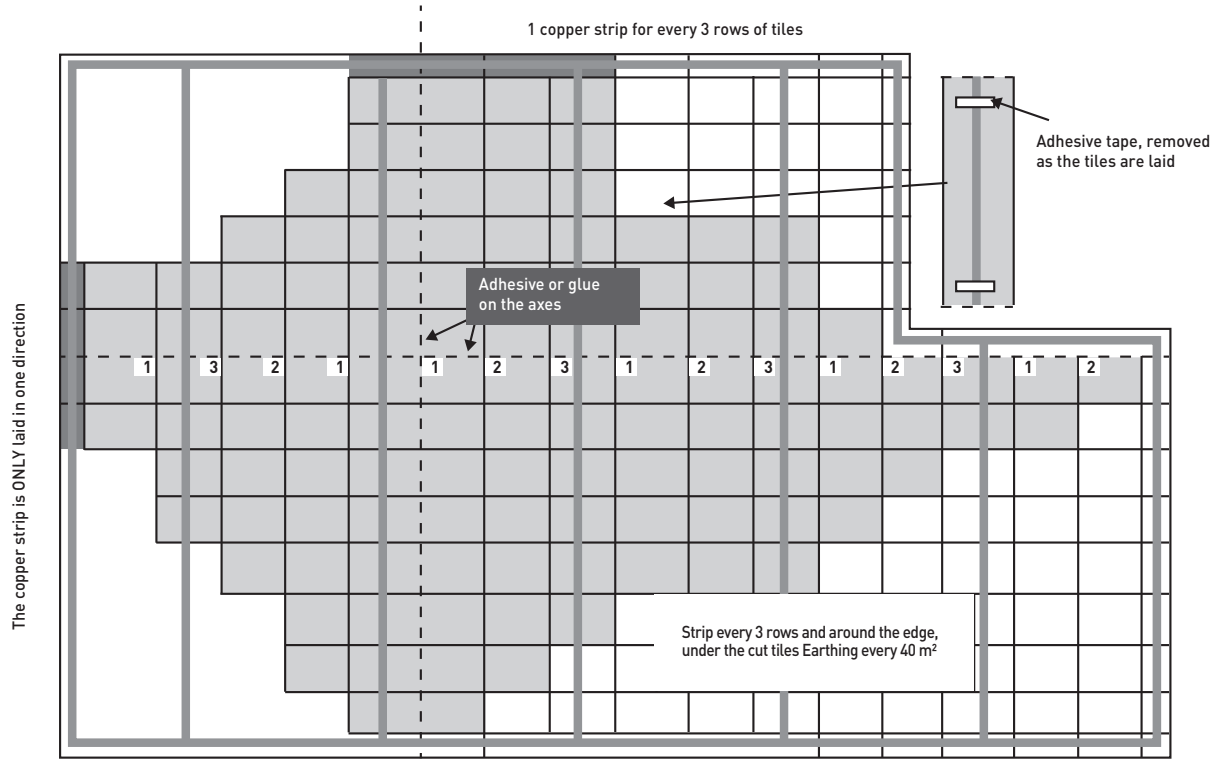 1 copper strip for every 3 rows of tiles
Adhesive tape, removed
as the tiles are laid
Adhesive or glue
on the axes
1 3 2 1 1 2 3 1 2 3 1 2 3 1 2
The copper strip is ONLY laid in one direction
Strip every 3 rows and around the edge,
under the cut tiles Earthing every 40 m²